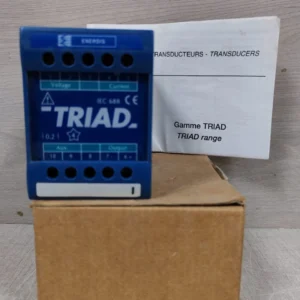 ENERDIS
Voltage Current
IEC 688
TRIAD
Aux. Output
TRANSDUCTEURS - TRANSDUCERS
Gamme TRIAD
TRIAD range